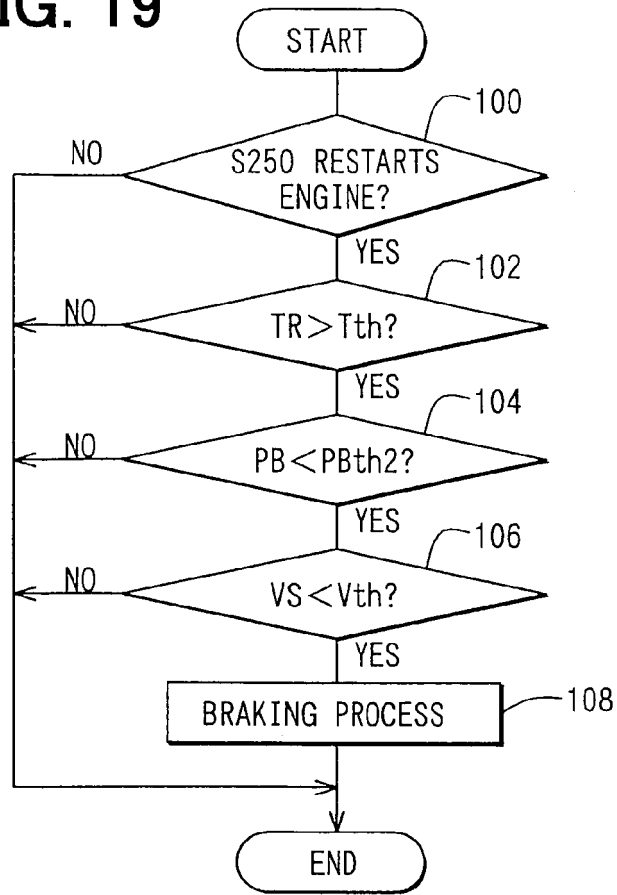 IG. 19
START
100
NO
S250 RESTARTS
ENGINE?
YES
102
NO
TR>Tth?
YES
104
NO
PB<PBth2?
YES
106
NO
VS<Vth?
YES
BRAKING PROCESS
108
END